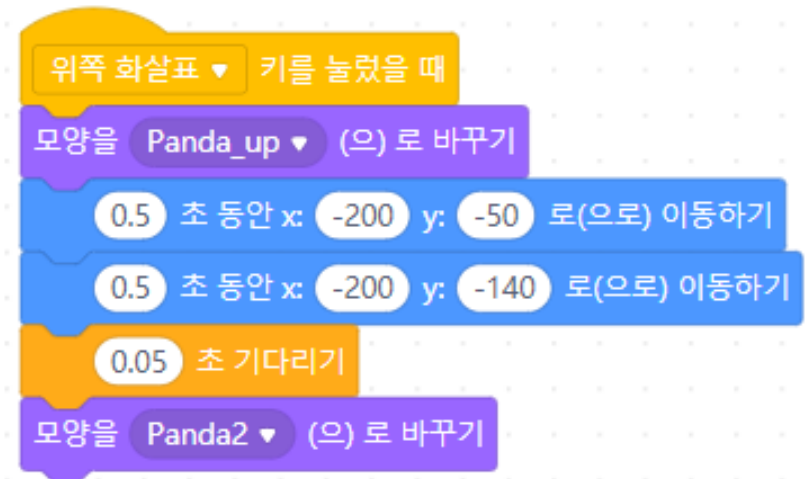 위쪽 화살표 키를 눌렀을 때
모양을 Panda_up (으) 로 바꾸기
0.5 초 동안 x: -200 y: -50 로(으로) 이동하기
0.5 초 동안 x: -200 y: -140 로(으로) 이동하기
0.05 초 기다리기
모양을 Panda2 (으) 로 바꾸기